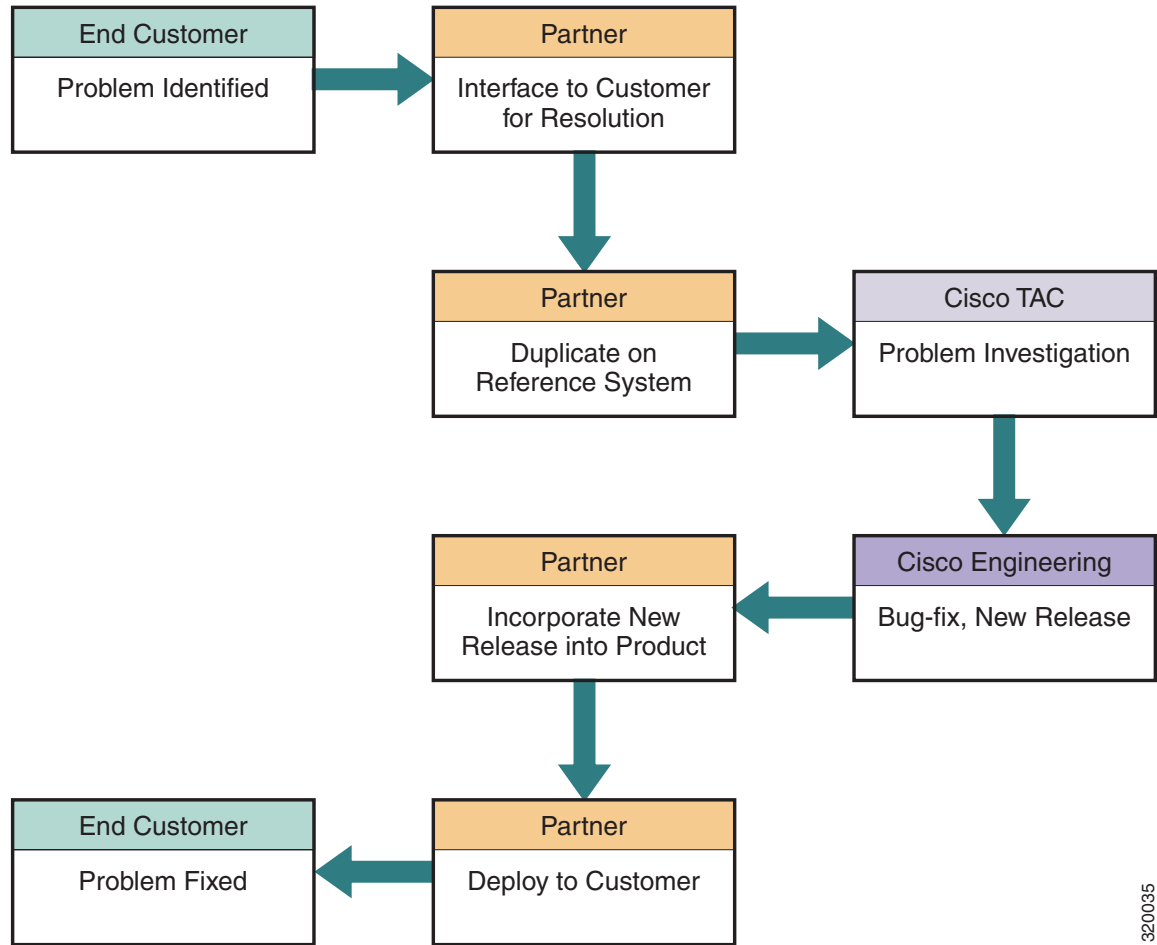 End Customer
Problem Identified
Partner
Interface to Customer
for Resolution
Partner
Duplicate on
Reference System
Cisco TAC
Problem Investigation
Partner
Incorporate New
Release into Product
Cisco Engineering
Bug-fix, New Release
End Customer
Problem Fixed
Partner
Deploy to Customer
320035